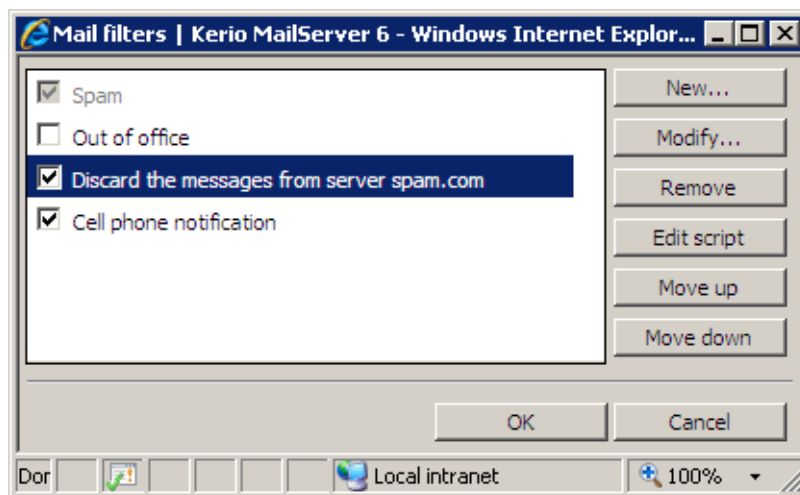 Mail filters | Kerio MailServer 6 - Windows Internet Explor...
Spam
Out of office
Discard the messages from server spam.com
Cell phone notification
New...
Modify...
Remove
Edit script
Move up
Move down
OK
Cancel
Dor
Local intranet
100%